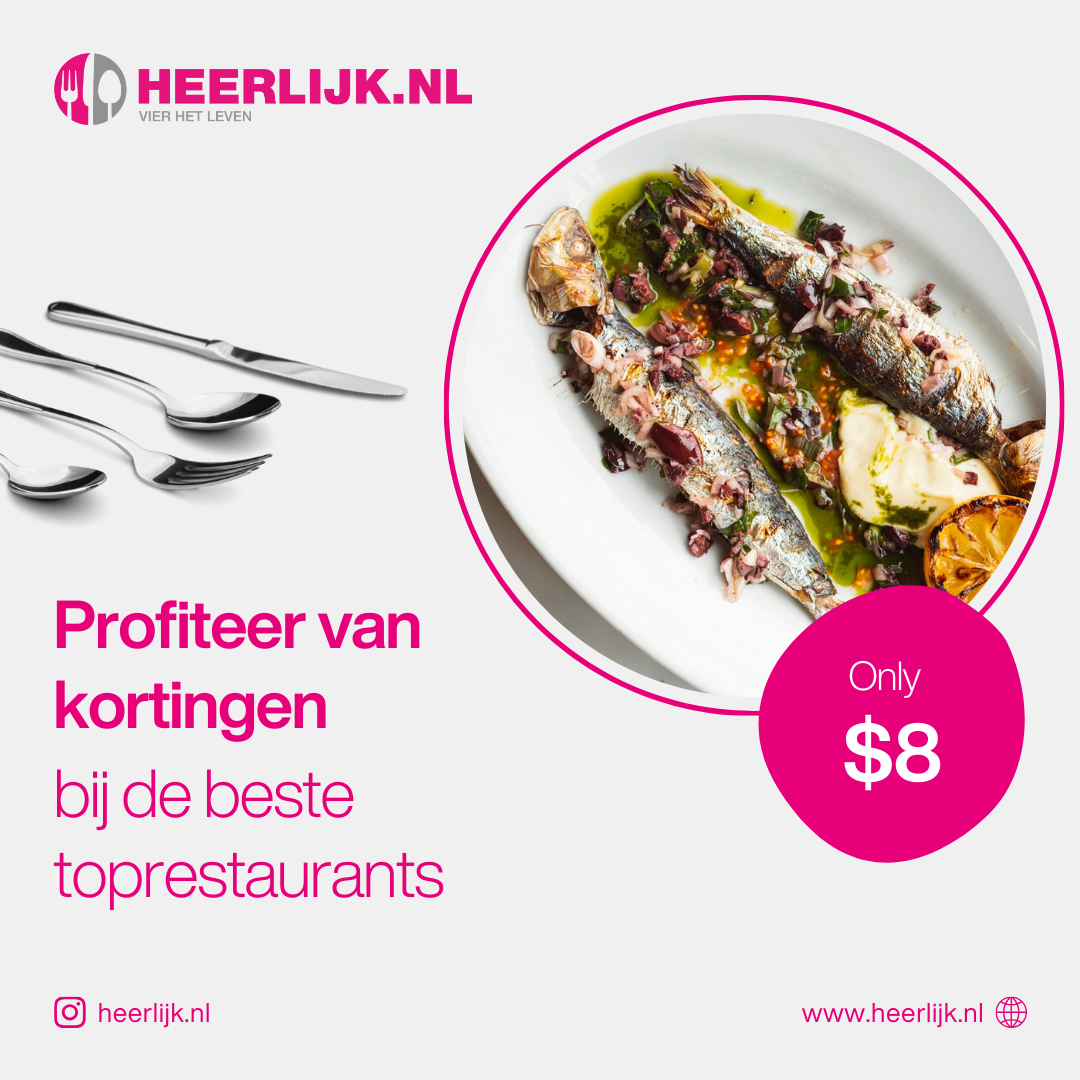 HEERLIJK.NL
VIER HET LEVEN
Profiteer van
kortingen
bij de beste
toprestaurants
Only
$8
heerlijk.nl
www.heerlijk.nl